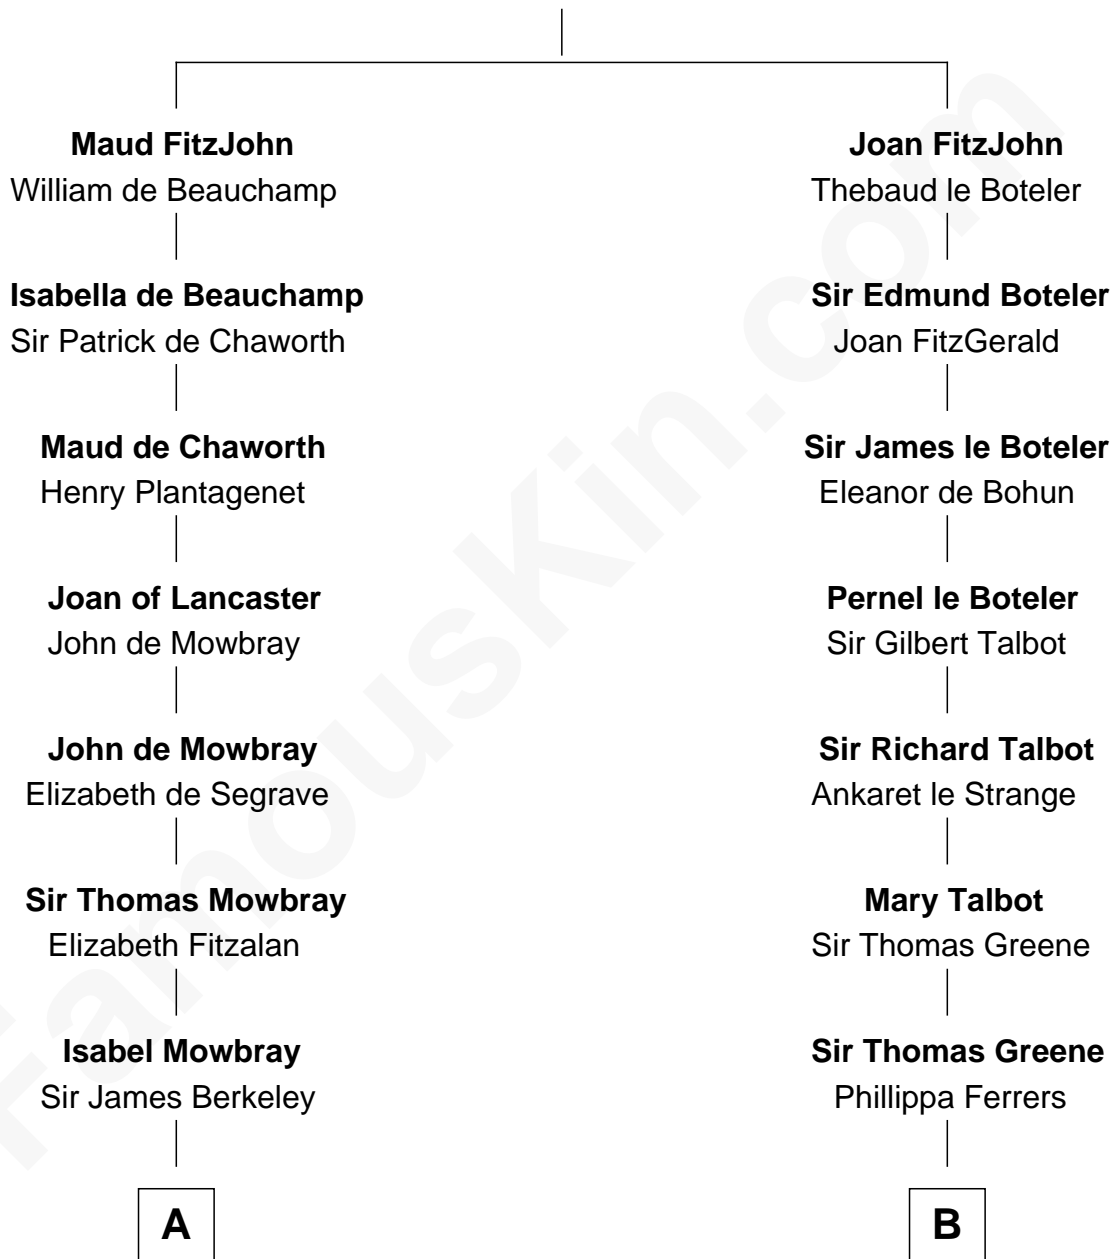 Maud FitzJohn
William de Beauchamp
Isabella de Beauchamp
Sir Patrick de Chaworth
Maud de Chaworth
Henry Plantagenet
Joan of Lancaster
John de Mowbray
John de Mowbray
Elizabeth de Segrave
Sir Thomas Mowbray
Elizabeth Fitzalan
Isabel Mowbray
Sir James Berkeley
A
Joan FitzJohn
Thebaud le Boteler
Sir Edmund Boteler
Joan FitzGerald
Sir James le Boteler
Eleanor de Bohun
Pernel le Boteler
Sir Gilbert Talbot
Sir Richard Talbot
Ankaret le Strange
Mary Talbot
Sir Thomas Greene
Sir Thomas Greene
Phillippa Ferrers
B
FamousKin.com